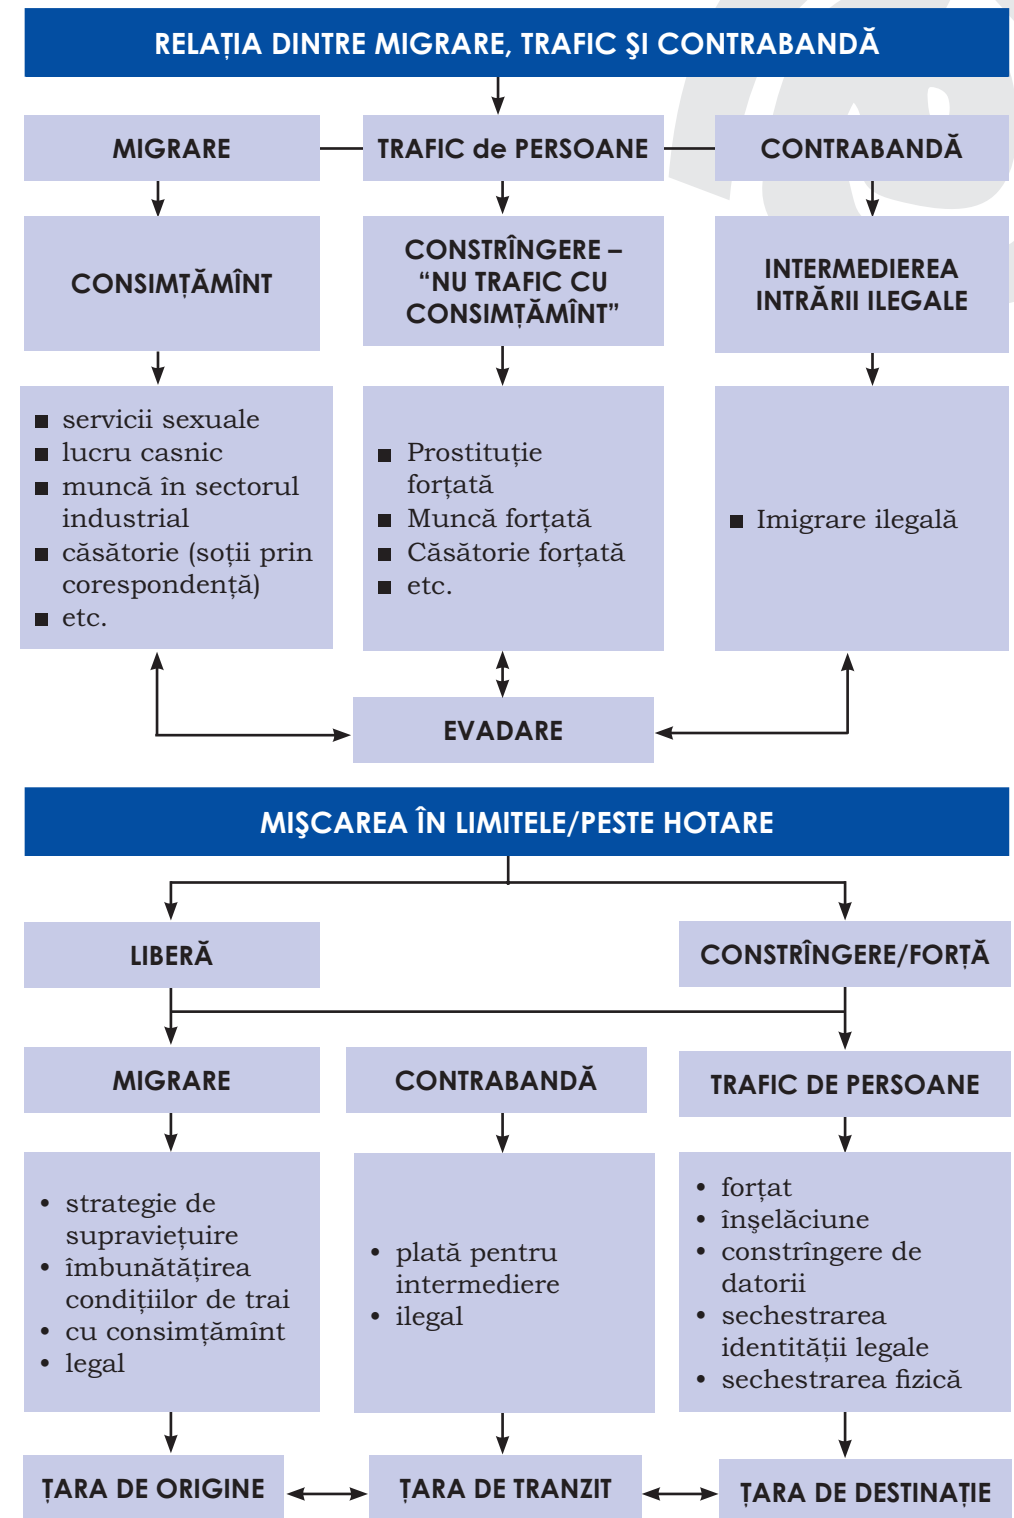 RELAȚIA DINTRE MIGRARE, TRAFIC ŞI CONTRABANDĂ
MIGRARE
TRAFIC de PERSOANE
CONTRABANDĂ
CONSIMȚĂMÎNT
CONSTRÎNGERE –
“NU TRAFIC CU
CONSIMȚĂMÎNT”
INTERMEDIEREA
INTRĂRII ILEGALE
■ servicii sexuale
■ lucru casnic
■ muncă în sectorul
industrial
■ căsătorie (soții prin
corespondență)
■ etc.
■ Prostituție
forțată
■ Muncă forțată
■ Căsătorie forțată
■ etc.
■ Imigrare ilegală
EVADARE
MIŞCAREA ÎN LIMITELE/PESTE HOTARE
LIBERĂ
CONSTRÎNGERE/FORȚĂ
MIGRARE
CONTRABANDĂ
TRAFIC DE PERSOANE
• strategie de
supraviețuire
• îmbunătățirea
condițiilor de trai
• cu consimțămînt
• legal
• plată pentru
intermediere
• ilegal
• forțat
• înşelăciune
• constrîngere de
datorii
• sechestrarea
identității legale
• sechestrarea fizică
ȚARA DE ORIGINE
ȚARA DE TRANZIT
ȚARA DE DESTINAȚIE